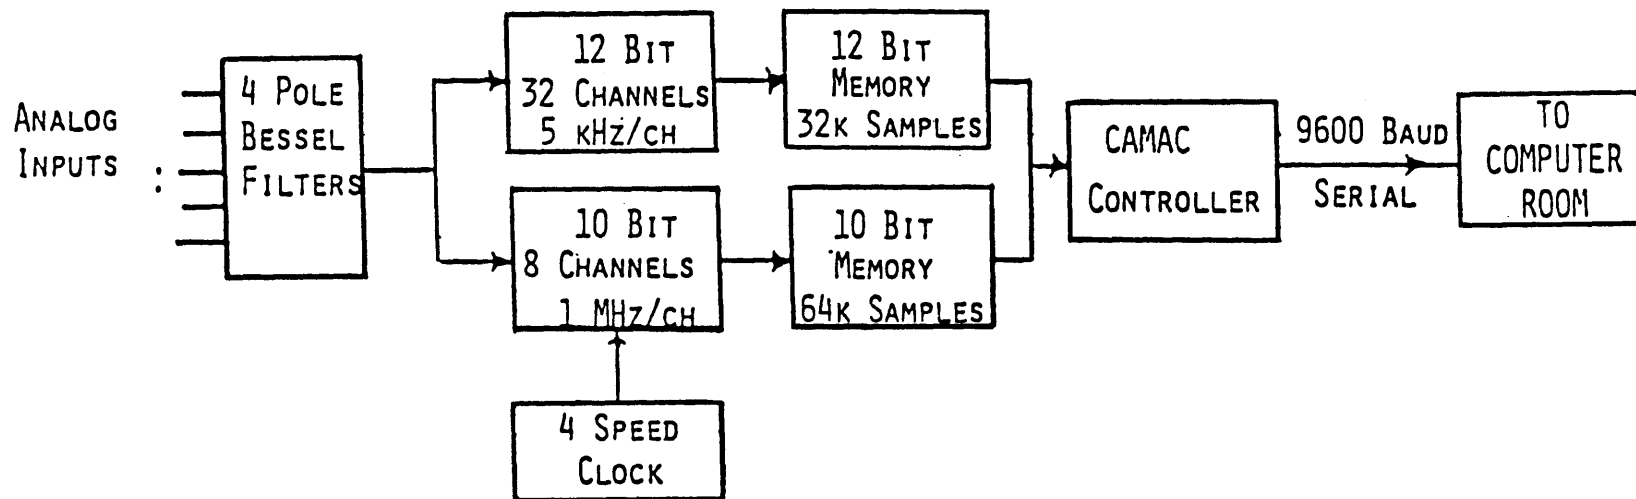 ANALOG
INPUTS
:
4 POLE
BESSEL
FILTERS
12 BIT
32 CHANNELS
5 KHZ/CH
12 BIT
MEMORY
32K SAMPLES
10 BIT
8 CHANNELS
1 MHZ/CH
10 BIT
MEMORY
64K SAMPLES
4 SPEED
CLOCK
CAMAC
CONTROLLER
9600 BAUD
SERIAL
TO
COMPUTER
ROOM